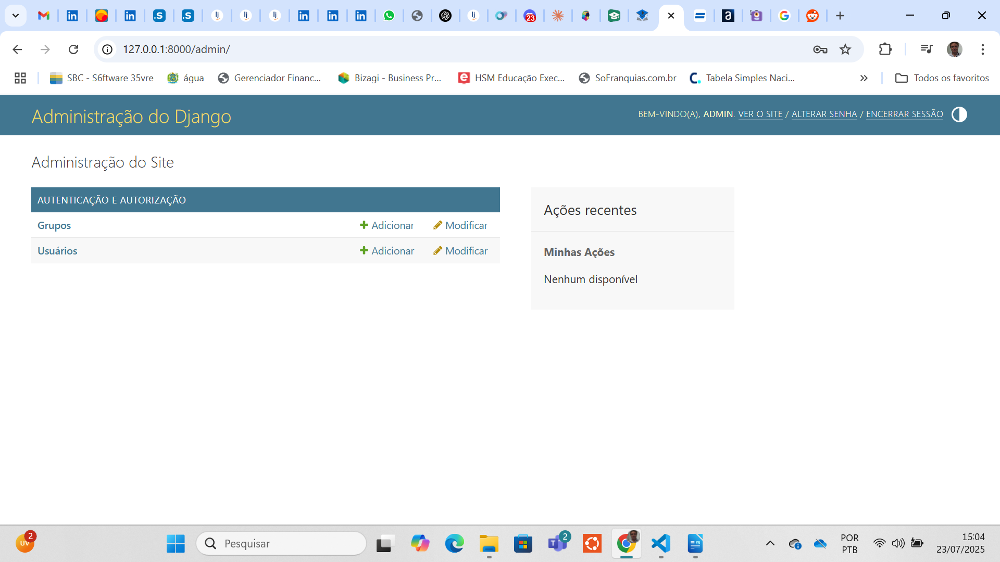 23
127.0.0.1:8000/admin/
SBC - S6ftware 35vre
água
Gerenciador Financ...
Bizagi - Business Pr...
HSM Educação Exec...
SoFranquias.com.br
Tabela Simples Naci...
Todos os favoritos
Administração do Django
BEM-VINDO(A), ADMIN. VER O SITE / ALTERAR SENHA / ENCERRAR SESSÃO
Administração do Site
AUTENTICAÇÃO E AUTORIZAÇÃO
Grupos Adicionar Modificar
Usuários Adicionar Modificar
Ações recentes
Minhas Ações
Nenhum disponível
UV 2
Pesquisar
2
POR
PTB
15:04
23/07/2025